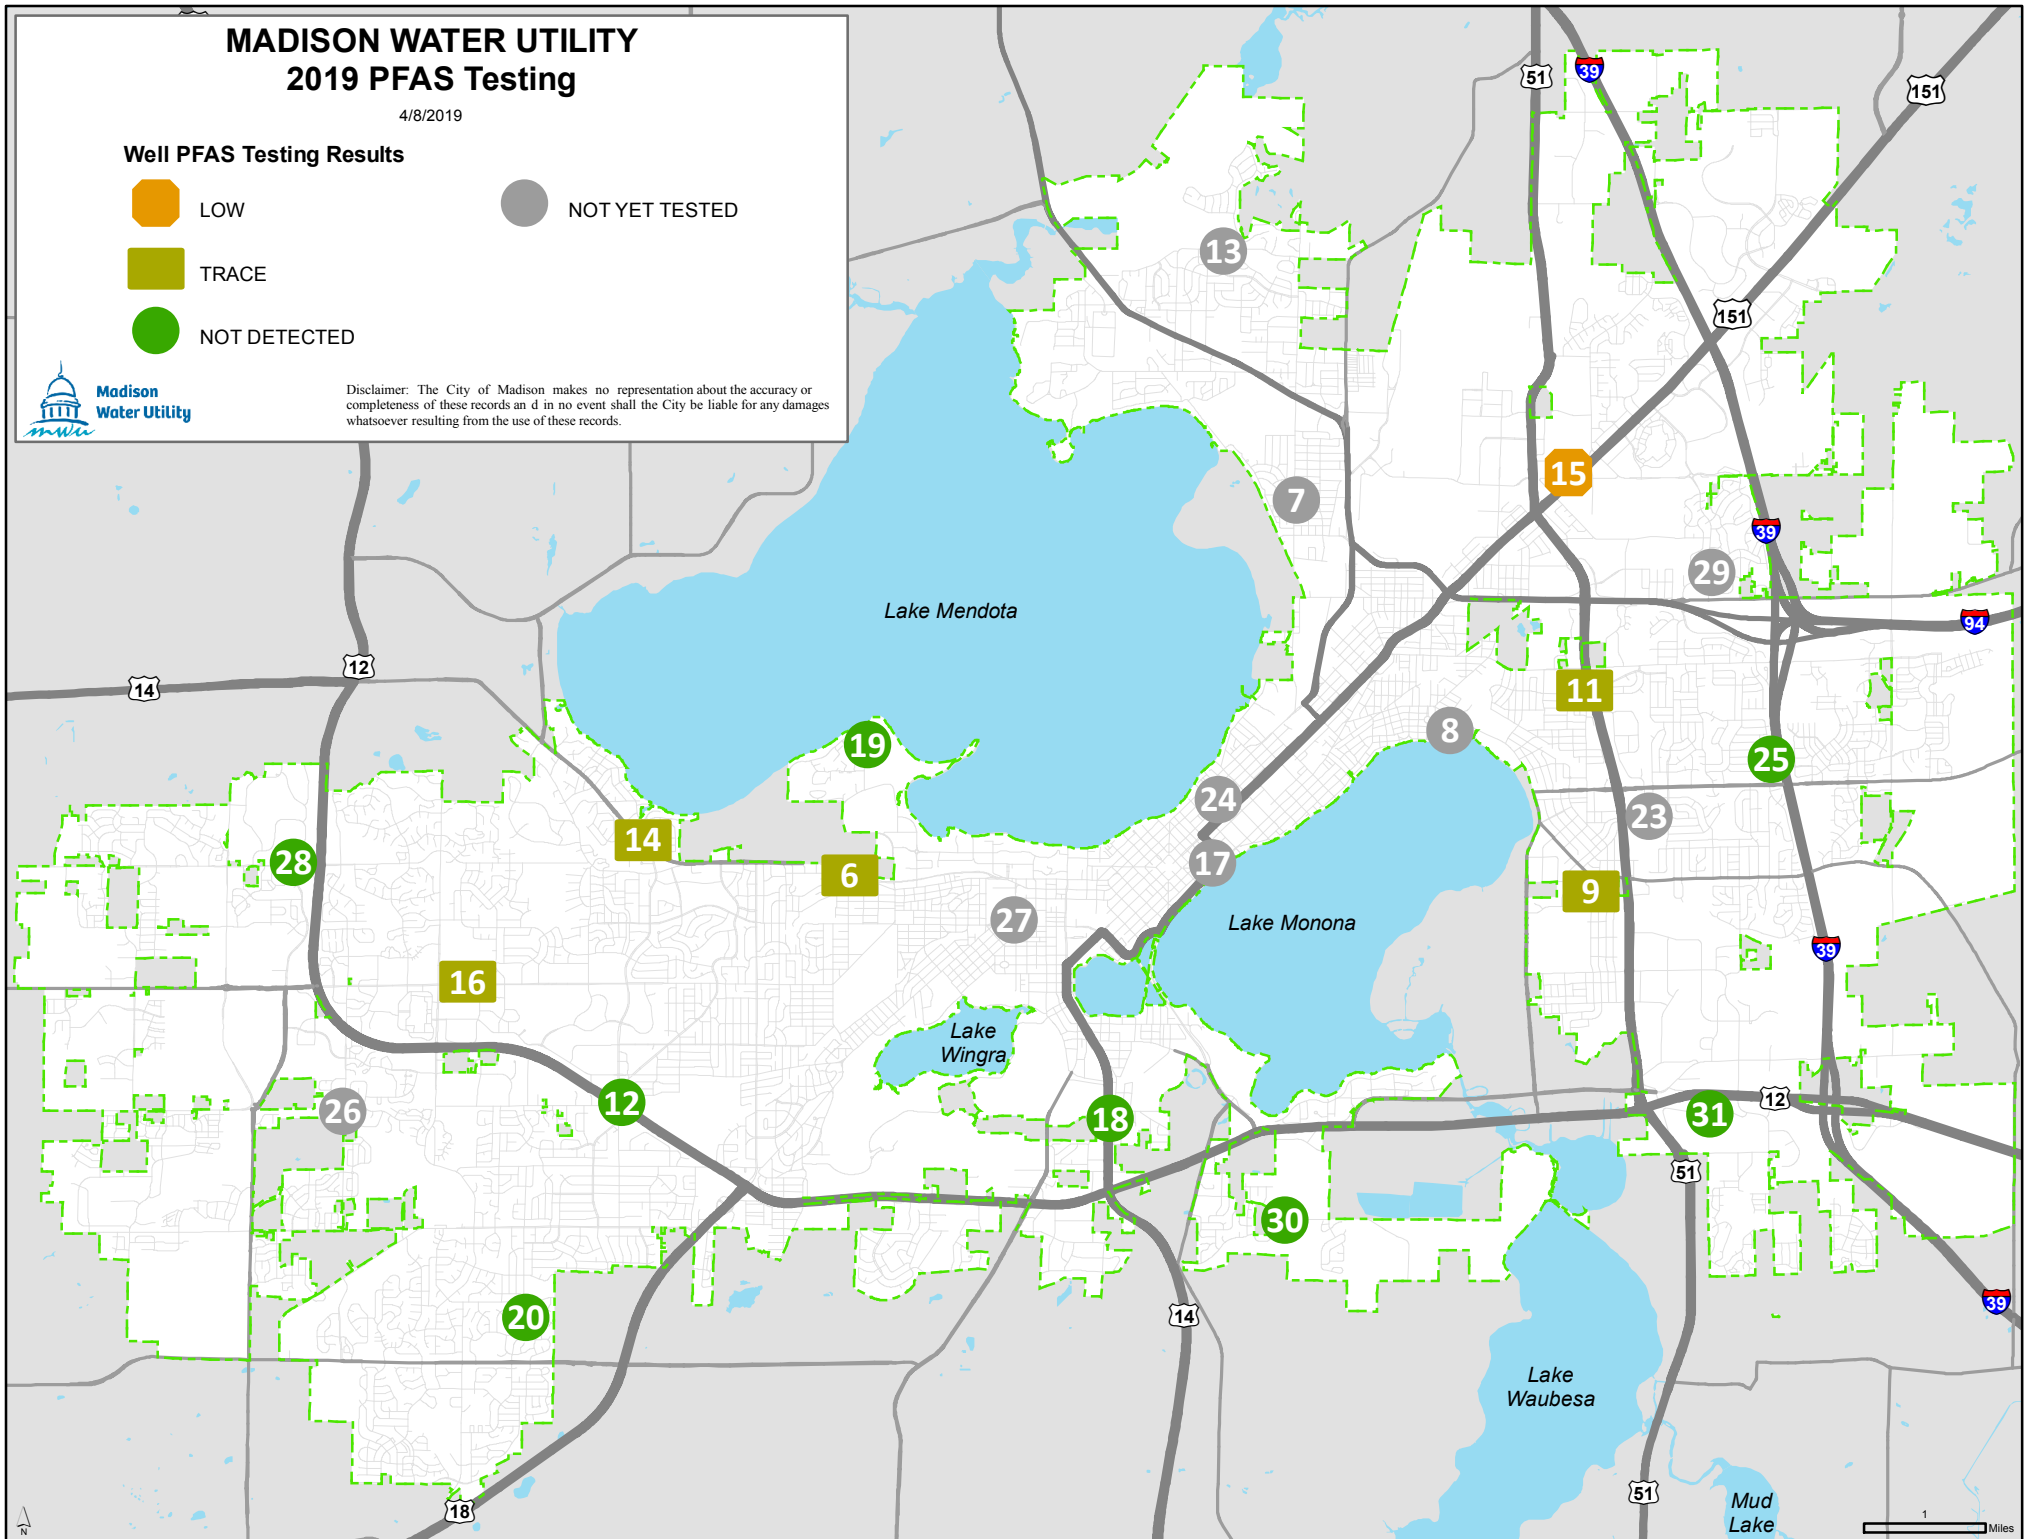 MADISON WATER UTILITY
2019 PFAS Testing
4/8/2019
Well PFAS Testing Results
LOW
NOT YET TESTED
TRACE
NOT DETECTED
Madison
Water Utility
mwu
Disclaimer: The City of Madison makes no representation about the accuracy or
completeness of these records an d in no event shall the City be liable for any damages
whatsoever resulting from the use of these records.
51
39
151
13
151
15
7
39
29
Lake Mendota
94
12
14
11
8
19
25
24
23
14
28
17
6
9
27
Lake Monona
39
16
Lake
Wingra
12
26
12
18
31
51
30
39
14
20
Lake
Waubesa
51
18
Mud
Lake
N
1
Miles